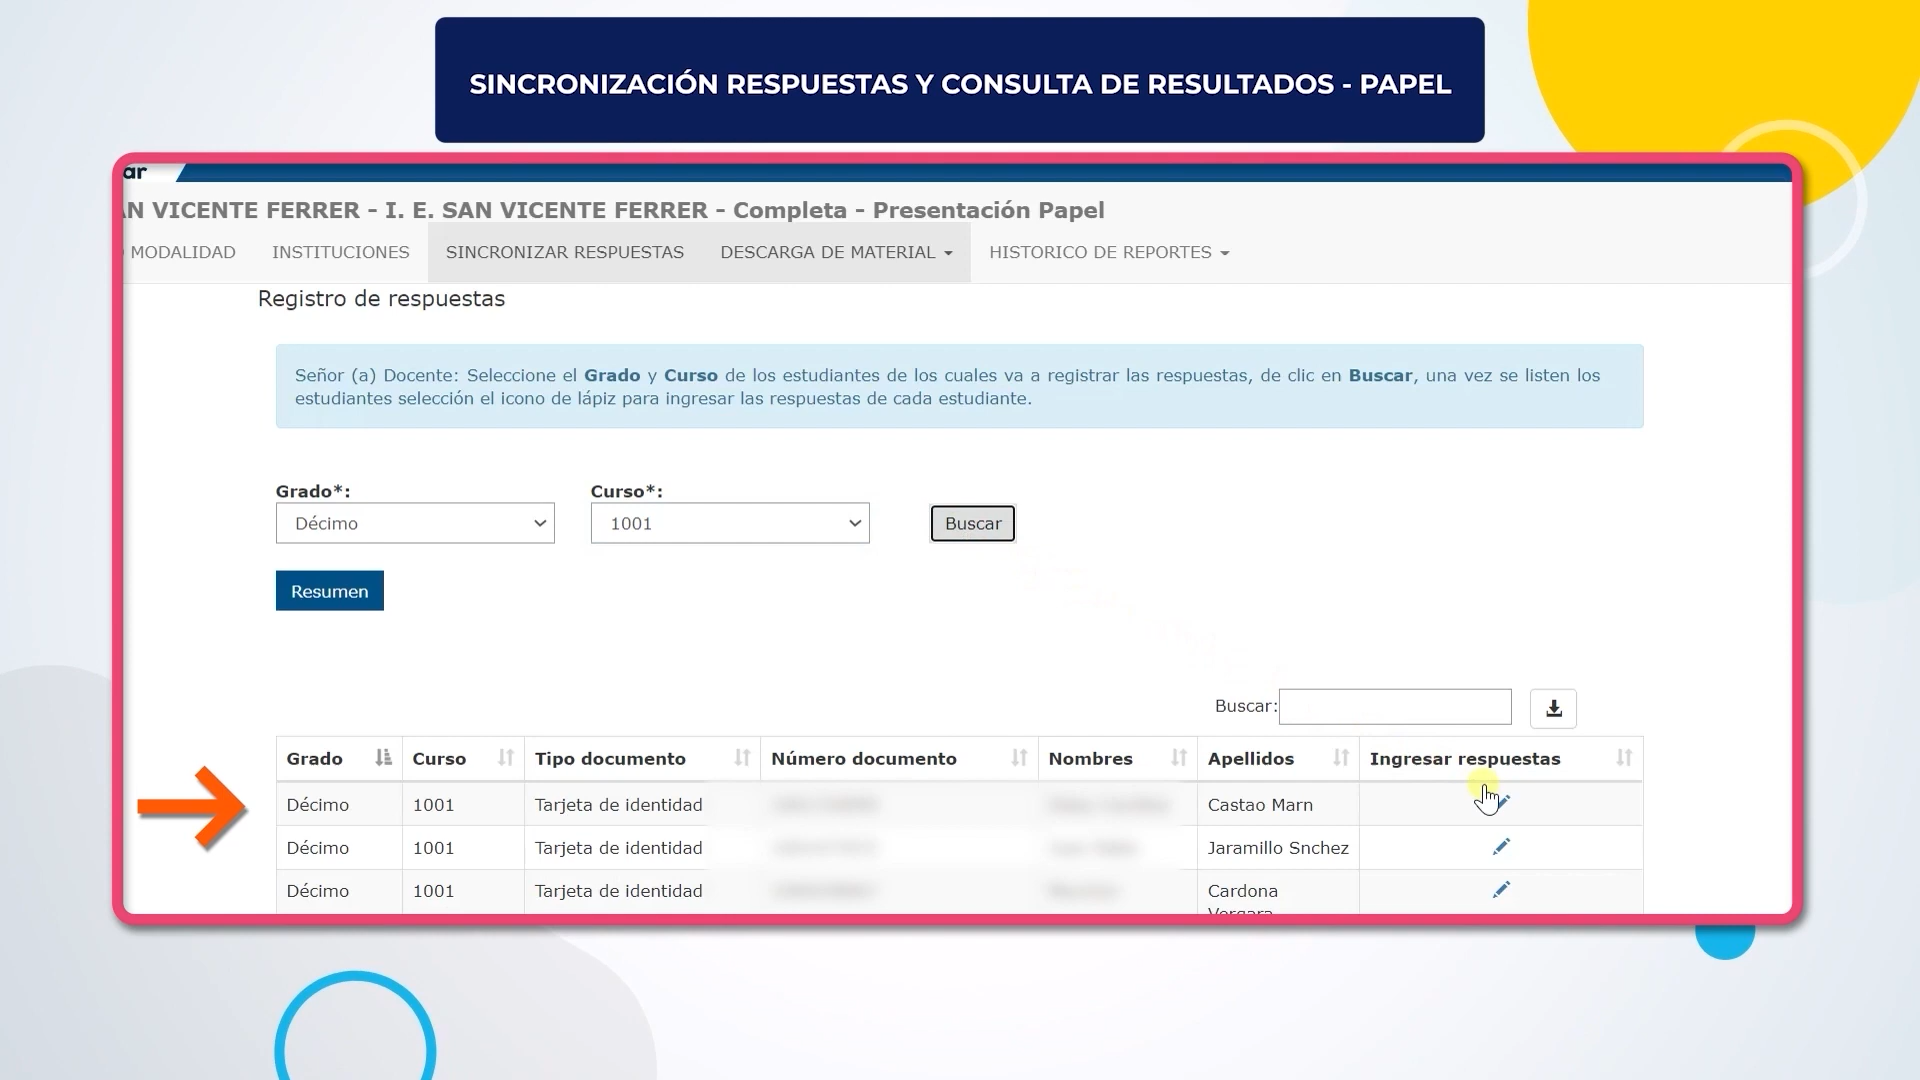 SINCRONIZACIÓN RESPUESTAS Y CONSULTA DE RESULTADOS - PAPEL
ar
AN VICENTE FERRER - I. E. SAN VICENTE FERRER - Completa - Presentación Papel
MODALIDAD INSTITUCIONES SINCRONIZAR RESPUESTAS DESCARGA DE MATERIAL HISTORICO DE REPORTES
Registro de respuestas
Señor (a) Docente: Seleccione el Grado y Curso de los estudiantes de los cuales va a registrar las respuestas, de clic en Buscar, una vez se listen los
estudiantes selección el icono de lápiz para ingresar las respuestas de cada estudiante.
Grado*: Curso*:
Décimo 1001 Buscar
Resumen
Buscar:
Grado Curso Tipo documento Número documento Nombres Apellidos Ingresar respuestas
Décimo 1001 Tarjeta de identidad Castao Marn
Décimo 1001 Tarjeta de identidad Jaramillo Snchez
Décimo 1001 Tarjeta de identidad Cardona
Vergara